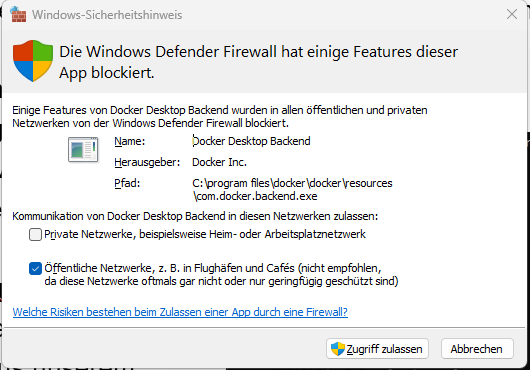 Windows-Sicherheitshinweis
Die Windows Defender Firewall hat einige Features dieser
App blockiert.
Einige Features von Docker Desktop Backend wurden in allen öffentlichen und privaten
Netzwerken von der Windows Defender Firewall blockiert.
Name: Docker Desktop Backend
Herausgeber: Docker Inc.
Pfad: C:\program files\docker\docker\resources
\com.docker.backend.exe
Kommunikation von Docker Desktop Backend in diesen Netzwerken zulassen:
Private Netzwerke, beispielsweise Heim- oder Arbeitsplatznetzwerk
Öffentliche Netzwerke, z. B. in Flughäfen und Cafés (nicht empfohlen,
da diese Netzwerke oftmals gar nicht oder nur geringfügig geschützt sind)
Welche Risiken bestehen beim Zulassen einer App durch eine Firewall?
Zugriff zulassen Abbrechen